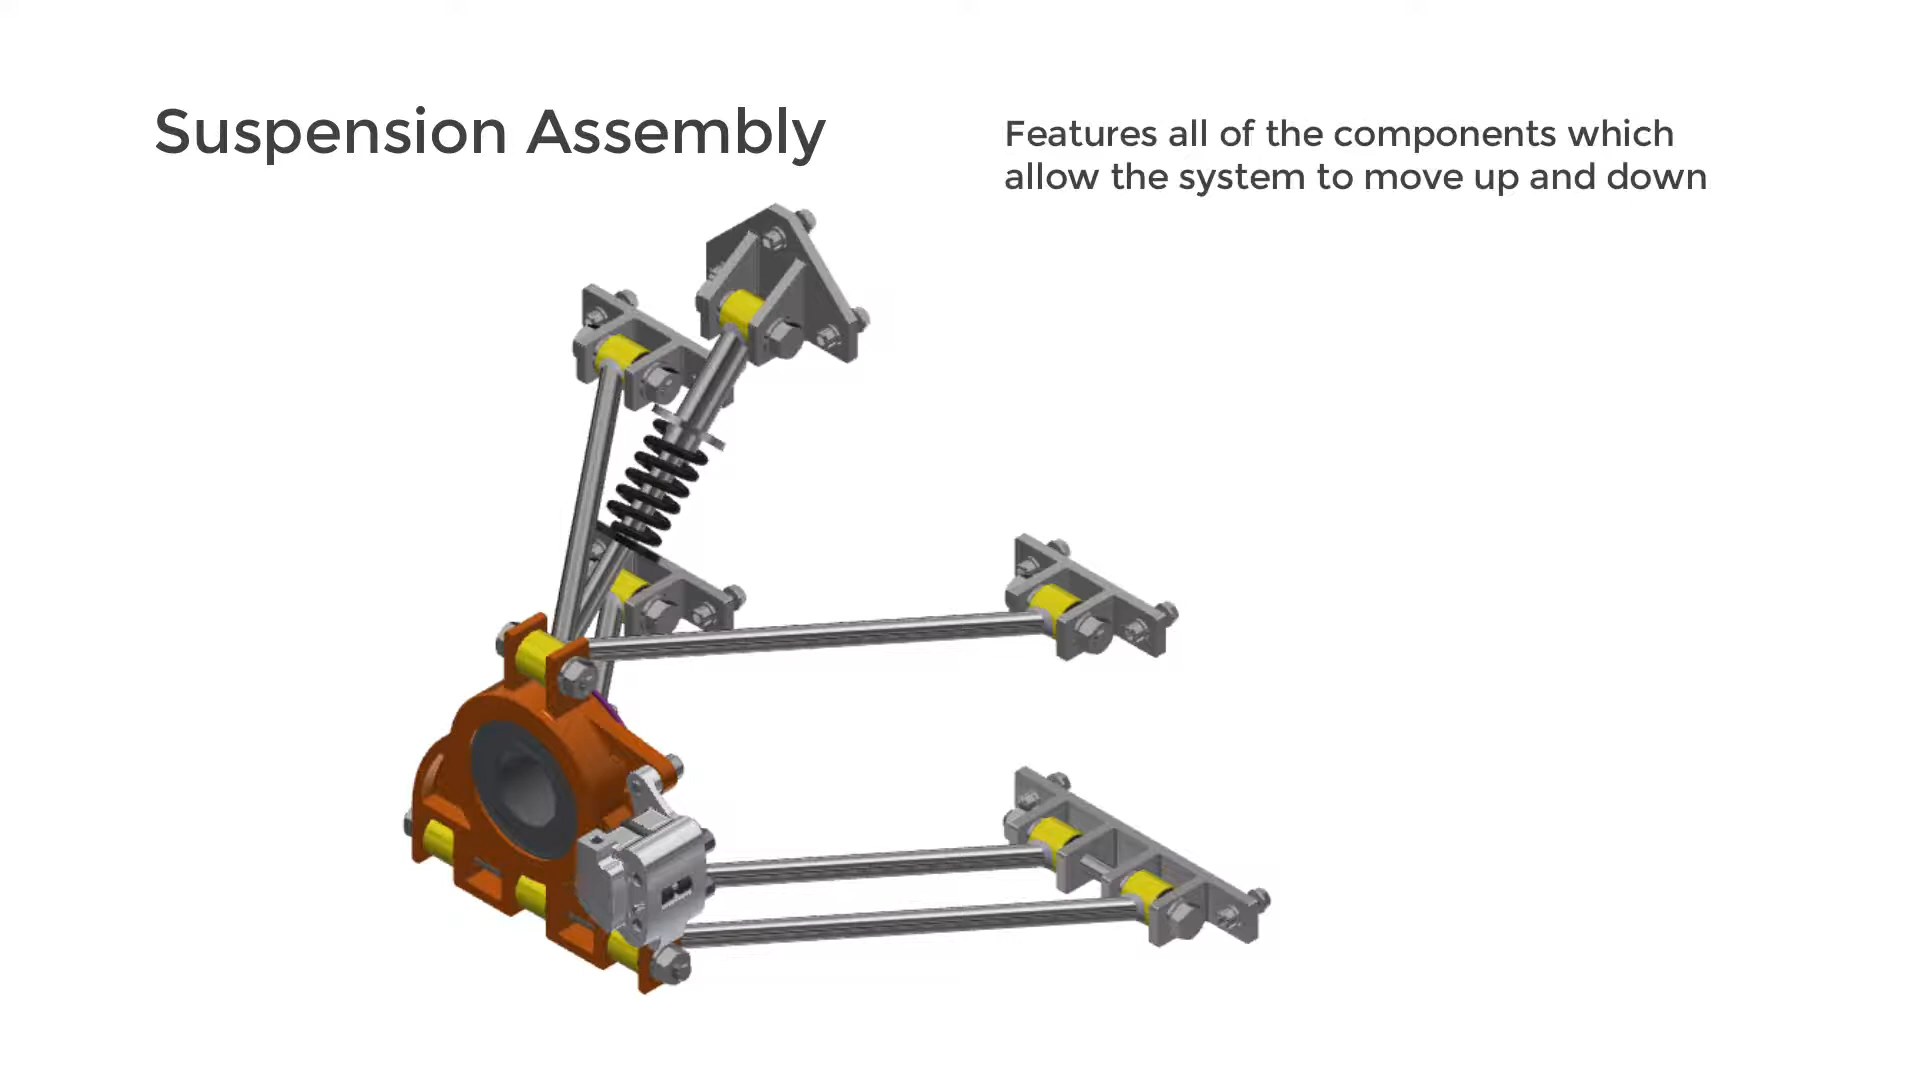 Suspension Assembly
Features all of the components which
allow the system to move up and down